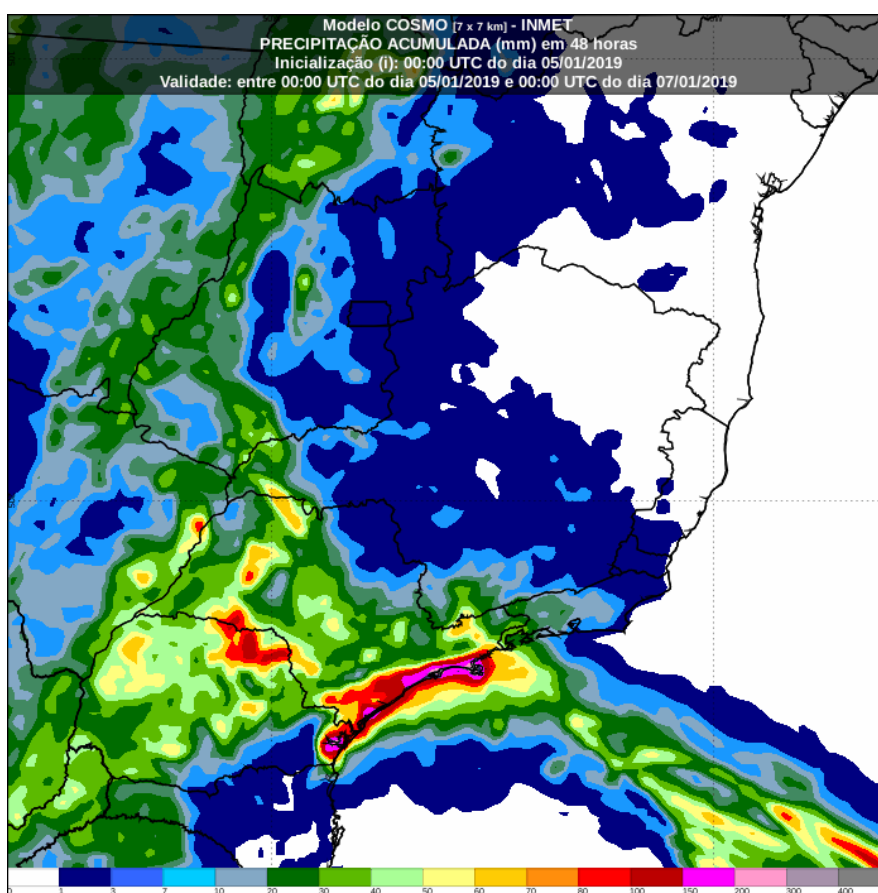 Modelo COSMO [7 x 7 km] - INMET
PRECIPITAÇÃO ACUMULADA (mm) em 48 horas
Inicialização (i): 00:00 UTC do dia 05/01/2019
Validade: entre 00:00 UTC do dia 05/01/2019 e 00:00 UTC do dia 07/01/2019
0 1 3 7 10 20 30 40 50 60 70 80 100 150 200 300 400